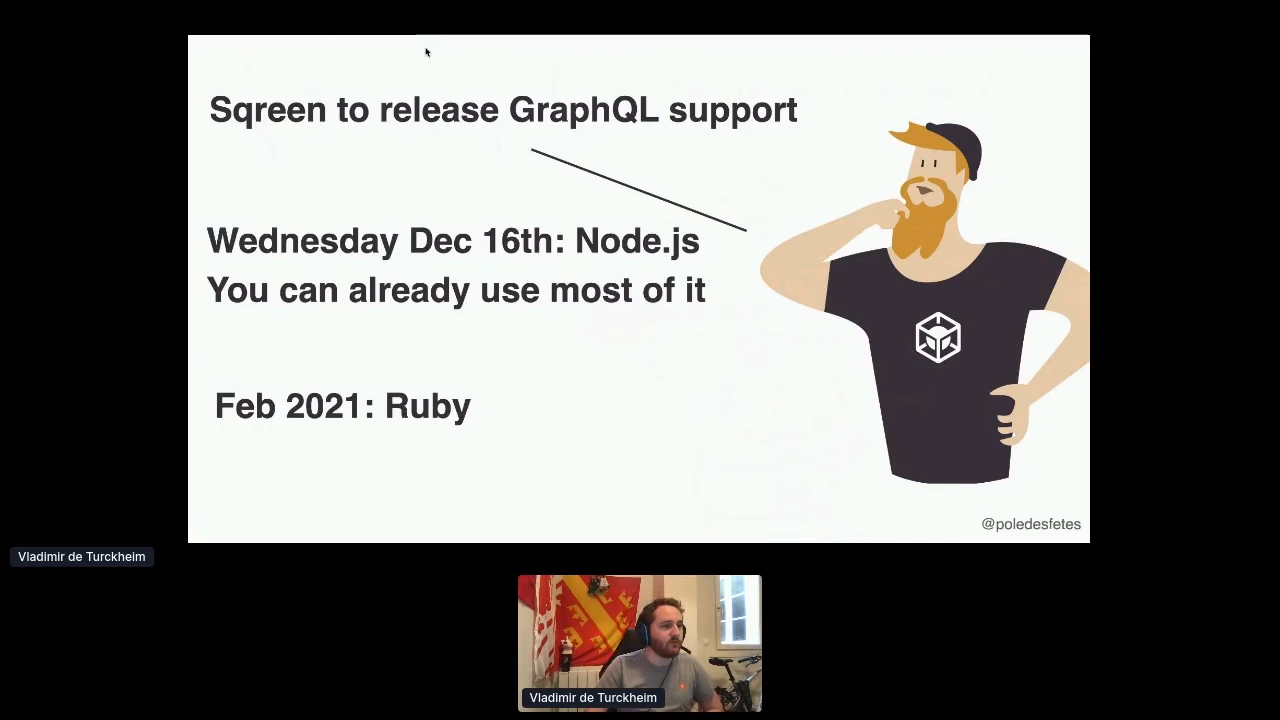 Sqreen to release GraphQL support
Wednesday Dec 16th: Node.js
You can already use most of it
Feb 2021: Ruby
@poledesfetes
Vladimir de Turckheim
Vladimir de Turckheim